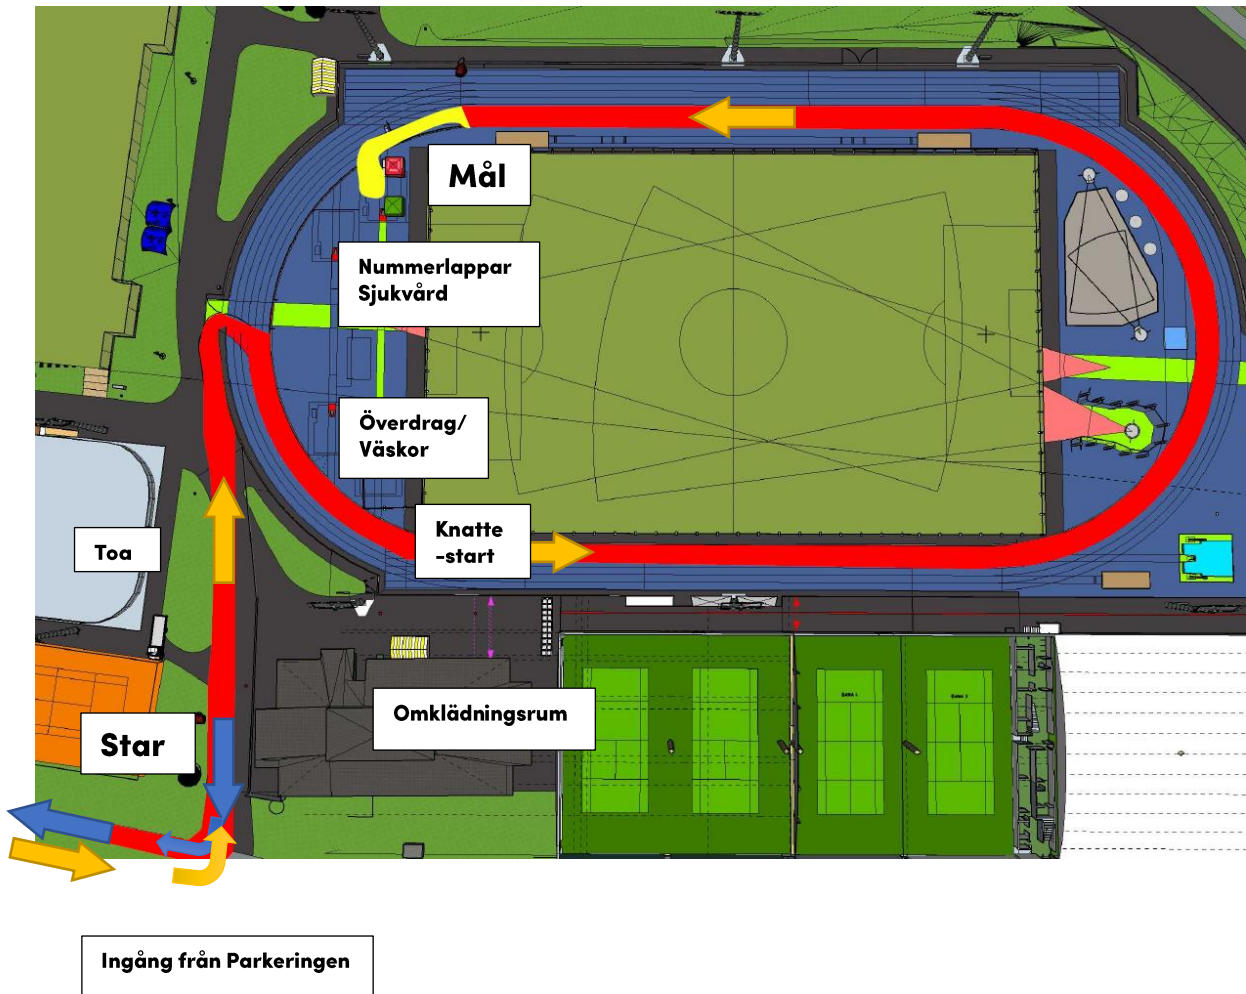 Mål
Nummerlappar
Sjukvård
Överdrag/
Väskor
Knatte
-start
Toa
Omklädningsrum
Star
Ingång från Parkeringen